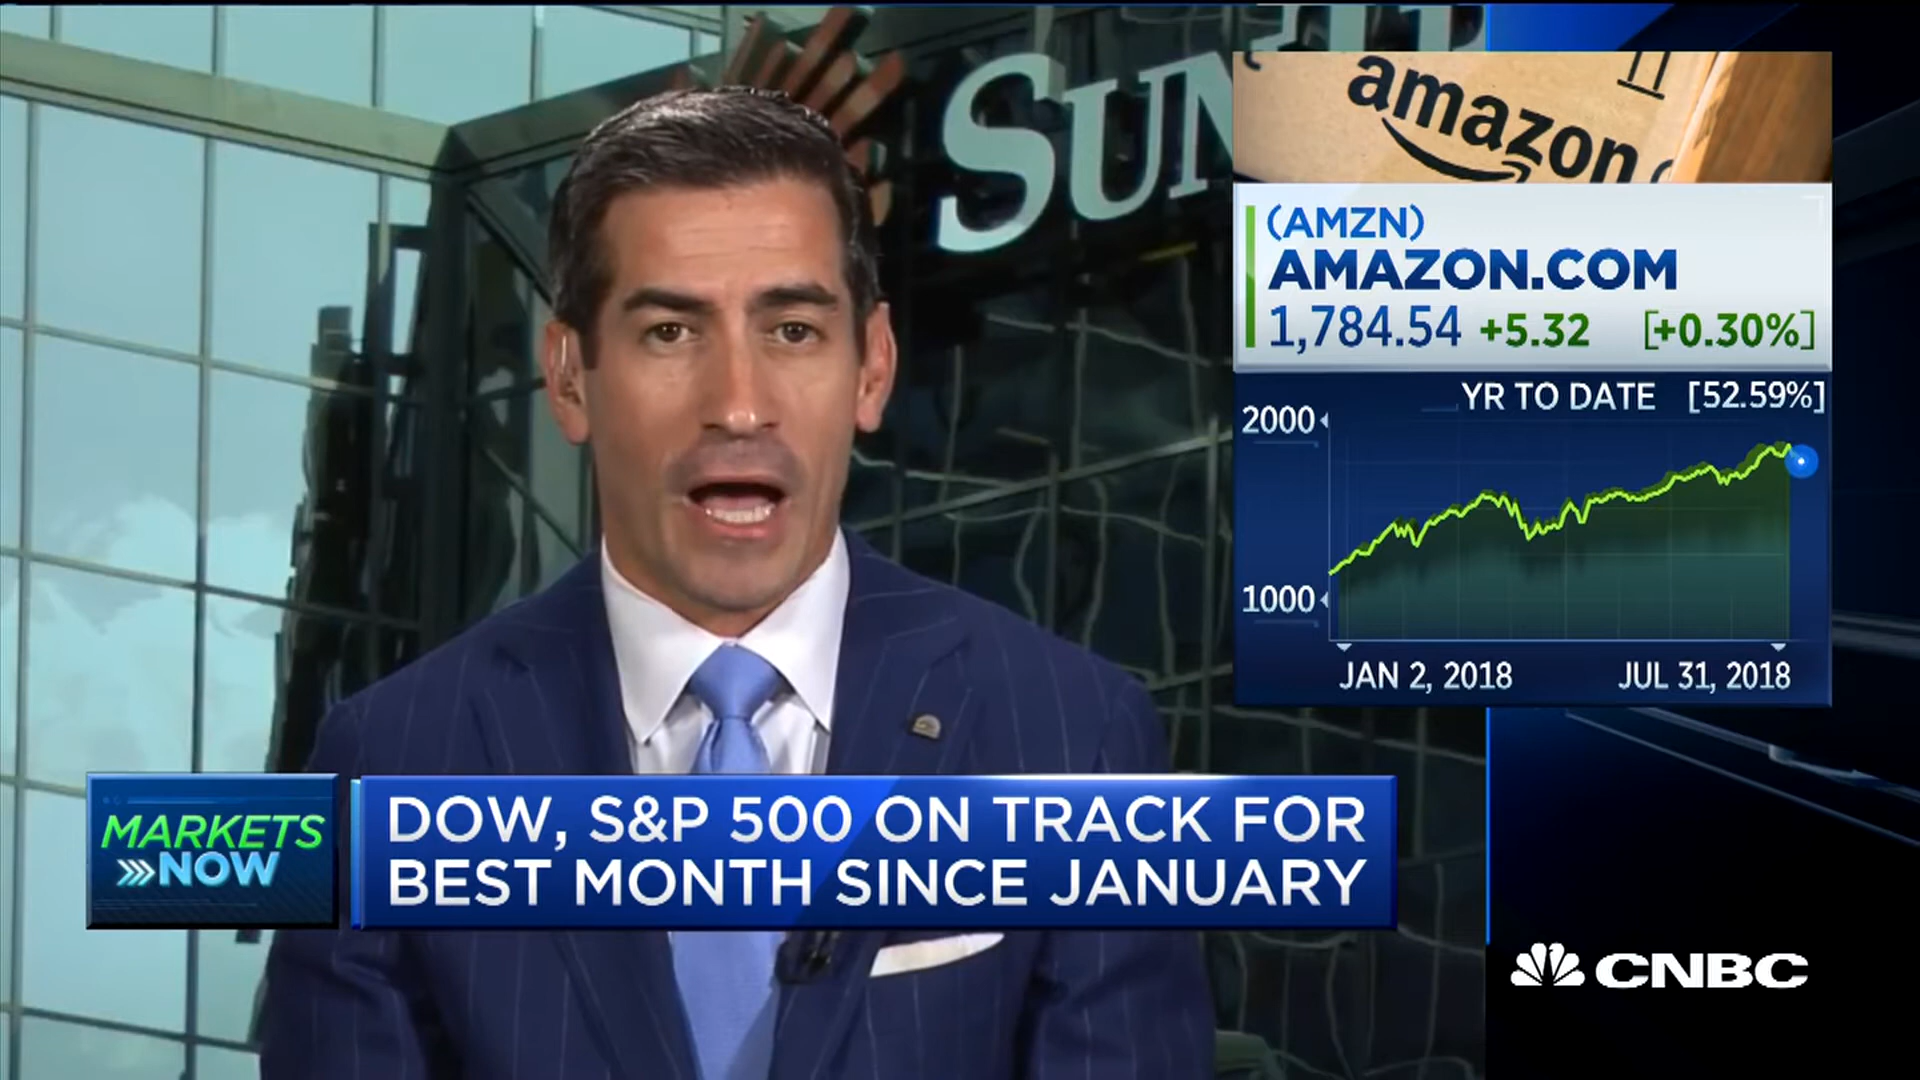 SUN
amazon
(AMZN)
AMAZON.COM
1,784.54 +5.32 [+0.30%]
YR TO DATE [52.59%]
2000
1000
JAN 2, 2018 JUL 31, 2018
MARKETS
NOW
DOW, S&P 500 ON TRACK FOR
BEST MONTH SINCE JANUARY
CNBC